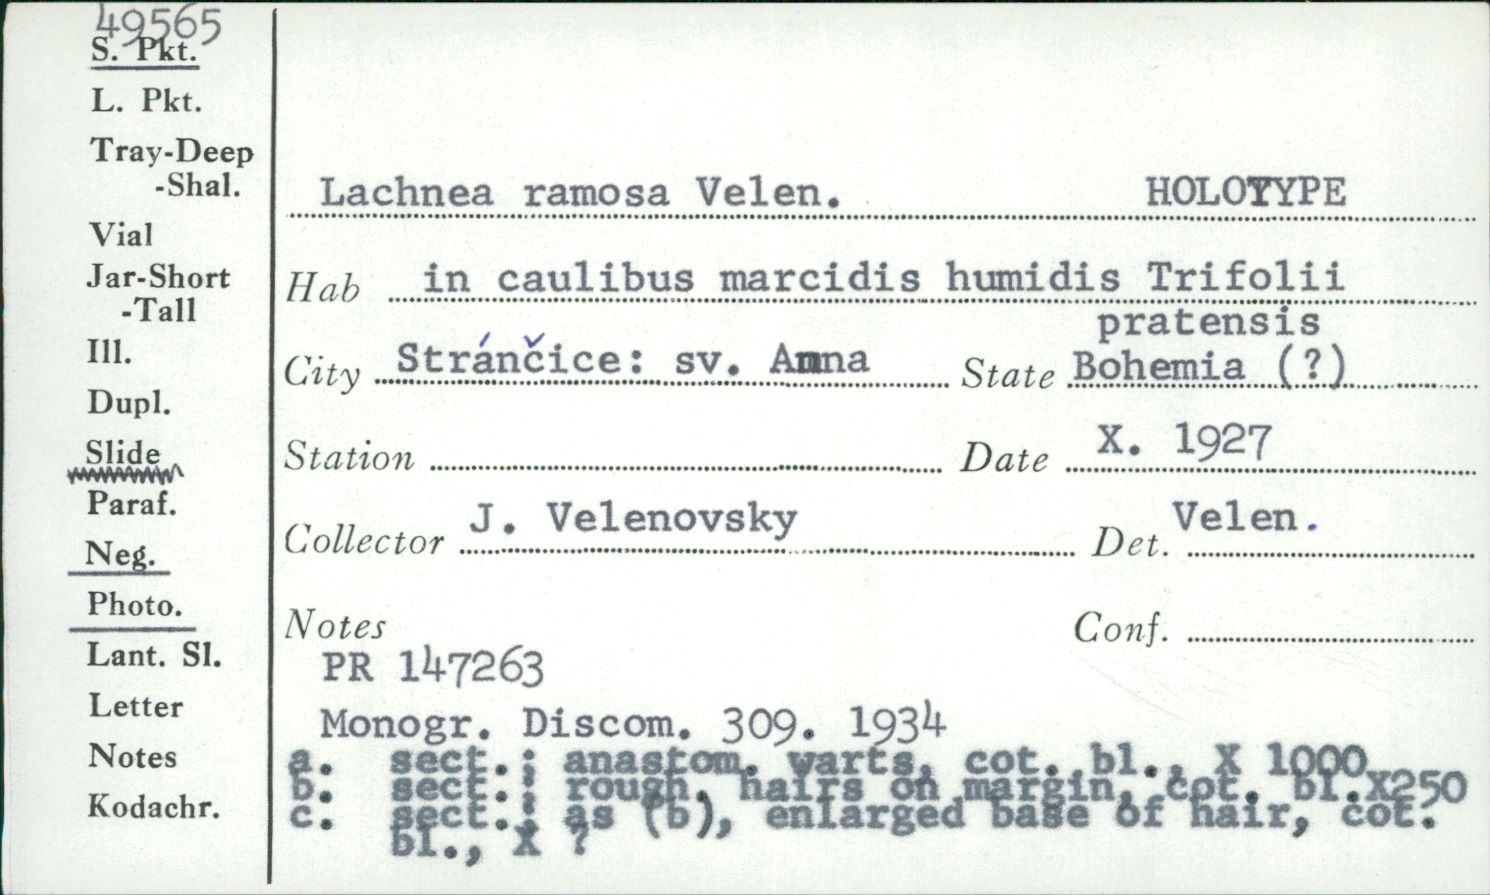 49565
S. Pkt.
L. Pkt.
Tray-Deep
-Shal.
Vial
Jar-Short
-Tall
Ill.
Dupl.
Slide
Paraf.
Neg.
Photo.
Lant. Sl.
Letter
Notes
Kodachr.
Lachnea ramosa Velen. HOLOTYPE
Hab in caulibus marcidis humidis Trifolii
pratensis
City Stránčice: sv. Anna State Bohemia (?)
Station Date X. 1927
Collector J. Velenovsky Det. Velen.
Notes Conf.
PR 147263
Monogr. Discom. 309. 1934
a. sect.; anastom. warts, cot. bl., X 1000
b. sect.; rough, hairs on margin, cot. bl.X250
c. sect.; as (b), enlarged base of hair, cot.
bl., X ?